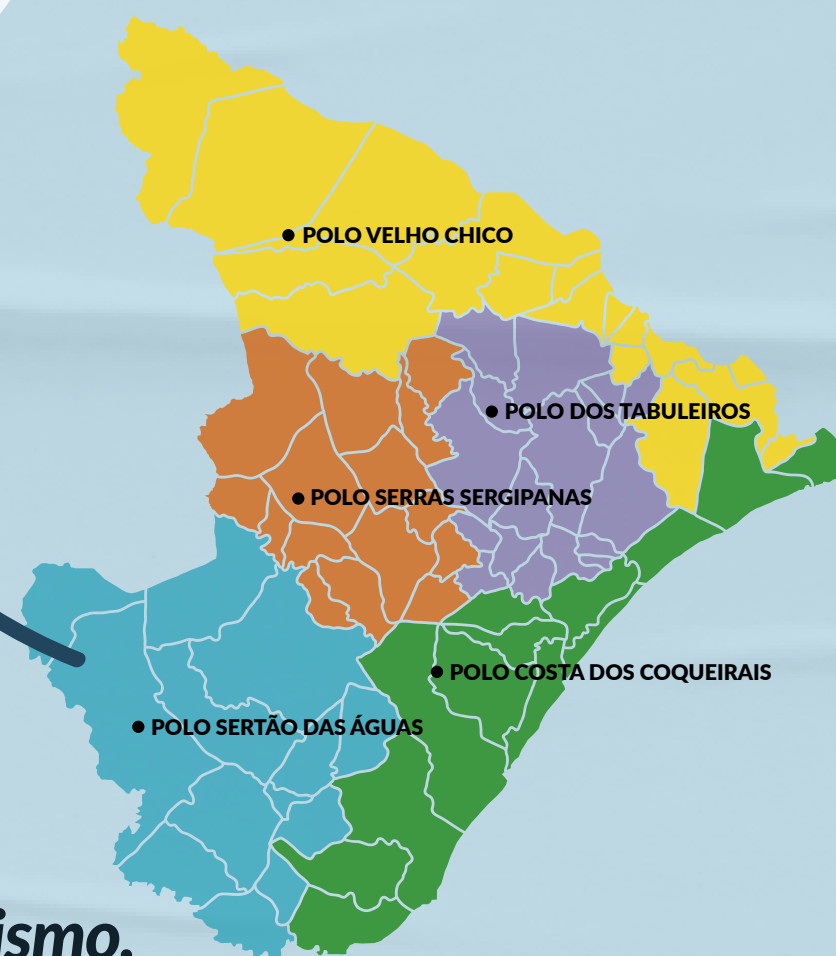 POLO VELHO CHICO
POLO DOS TABULEIROS
POLO SERRAS SERGIPANAS
POLO COSTA DOS COQUEIRAIS
POLO SERTÃO DAS ÁGUAS
ismo.